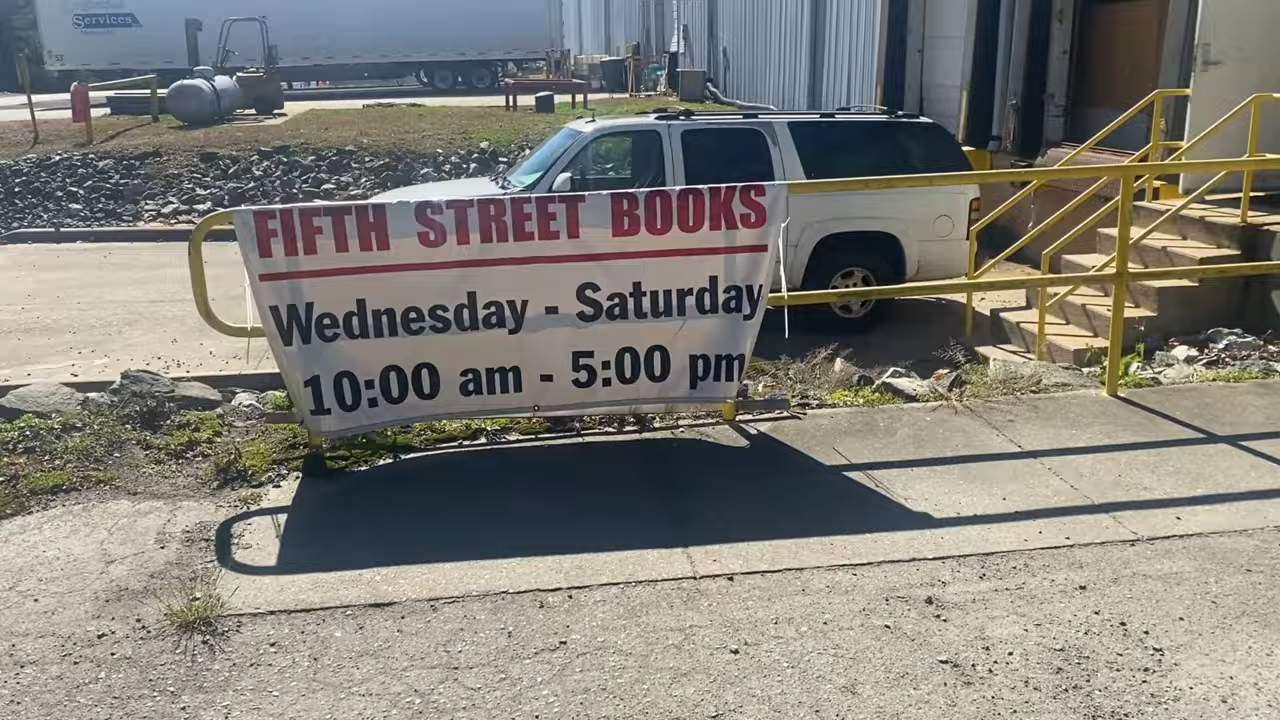 Services
FIFTH STREET BOOKS
Wednesday - Saturday
10:00 am - 5:00 pm